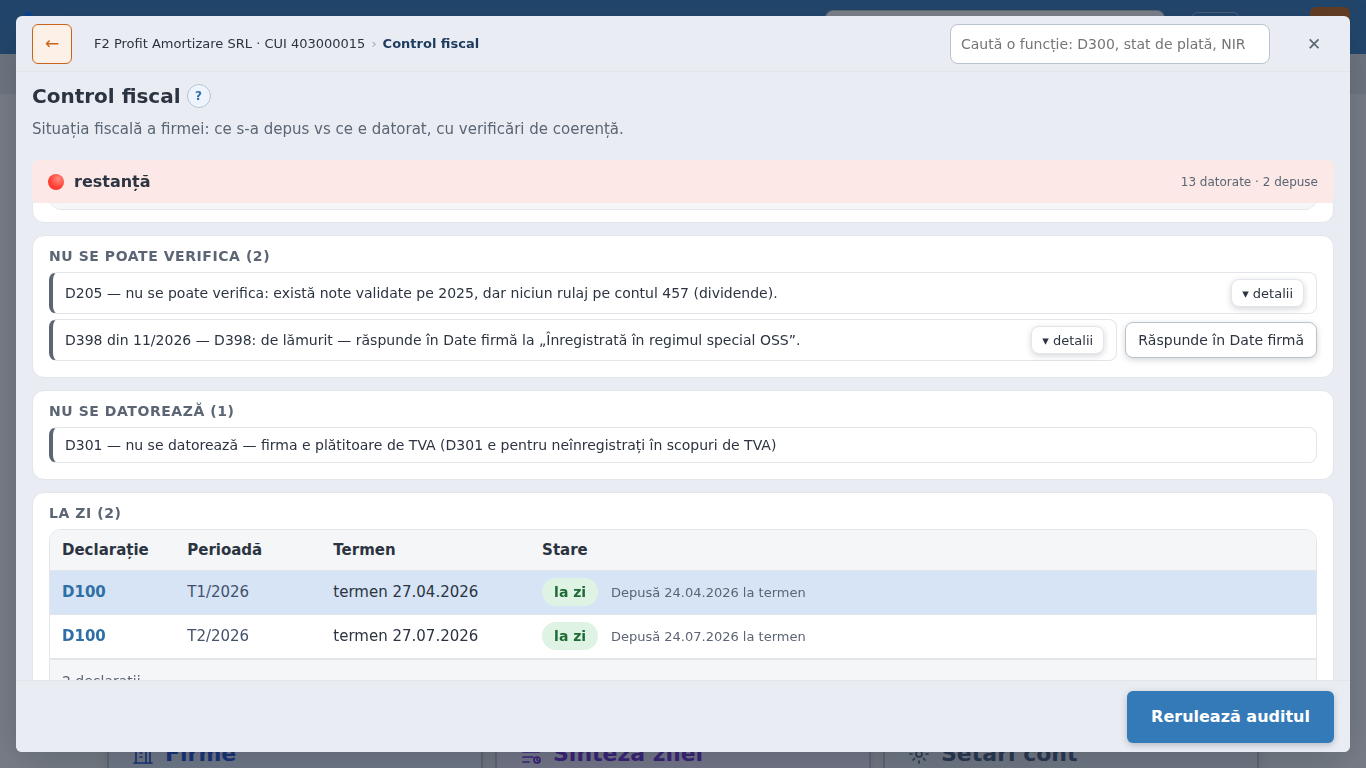 ←
F2 Profit Amortizare SRL · CUI 403000015 › Control fiscal
Caută o funcție: D300, stat de plată, NIR
✕
Control fiscal ?
Situația fiscală a firmei: ce s-a depus vs ce e datorat, cu verificări de coerență.
restanță
13 datorate · 2 depuse
NU SE POATE VERIFICA (2)
D205 — nu se poate verifica: există note validate pe 2025, dar niciun rulaj pe contul 457 (dividende).
▾ detalii
D398 din 11/2026 — D398: de lămurit — răspunde în Date firmă la „Înregistrată în regimul special OSS”.
▾ detalii
Răspunde în Date firmă
NU SE DATOREAZĂ (1)
D301 — nu se datorează — firma e plătitoare de TVA (D301 e pentru neînregistrați în scopuri de TVA)
LA ZI (2)
Declarație Perioadă Termen Stare
D100 T1/2026 termen 27.04.2026 la zi Depusă 24.04.2026 la termen
D100 T2/2026 termen 27.07.2026 la zi Depusă 24.07.2026 la termen
2 declarații
Rerulează auditul
Firme
Sinteza zilei
Setări cont